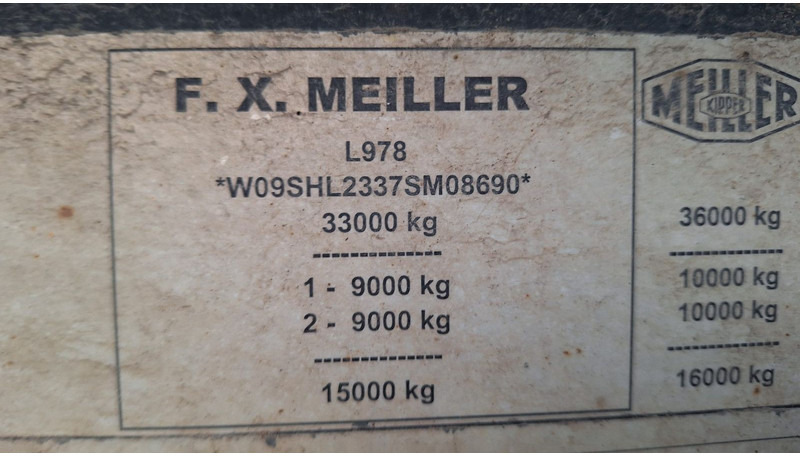 F. X. MEILLER
L978
*W09SHL2337SM08690*
33000 kg
---------------
1 - 9000 kg
2 - 9000 kg
---------------
15000 kg
MEILLER
KIPPER
36000 kg
-------------
10000 kg
10000 kg
-------------
16000 kg